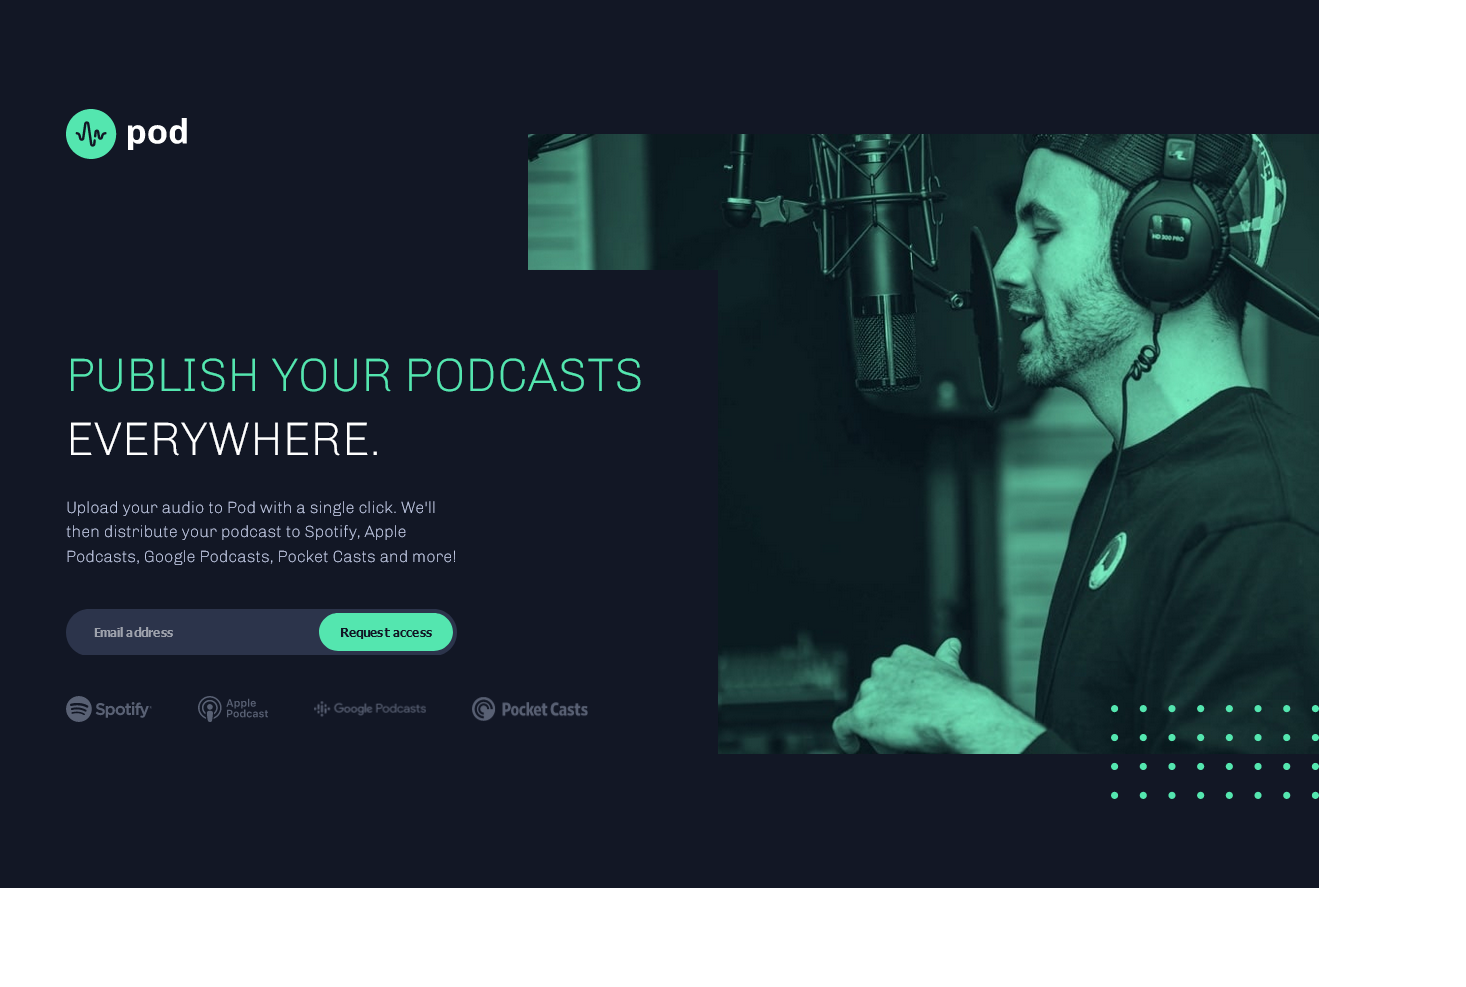 pod
HD 300 PRO
PUBLISH YOUR PODCASTS
EVERYWHERE.
Upload your audio to Pod with a single click. We'll
then distribute your podcast to Spotify, Apple
Podcasts, Google Podcasts, Pocket Casts and more!
Email address
Request access
Spotify
Apple
Podcast
Google Podcasts
Pocket Casts